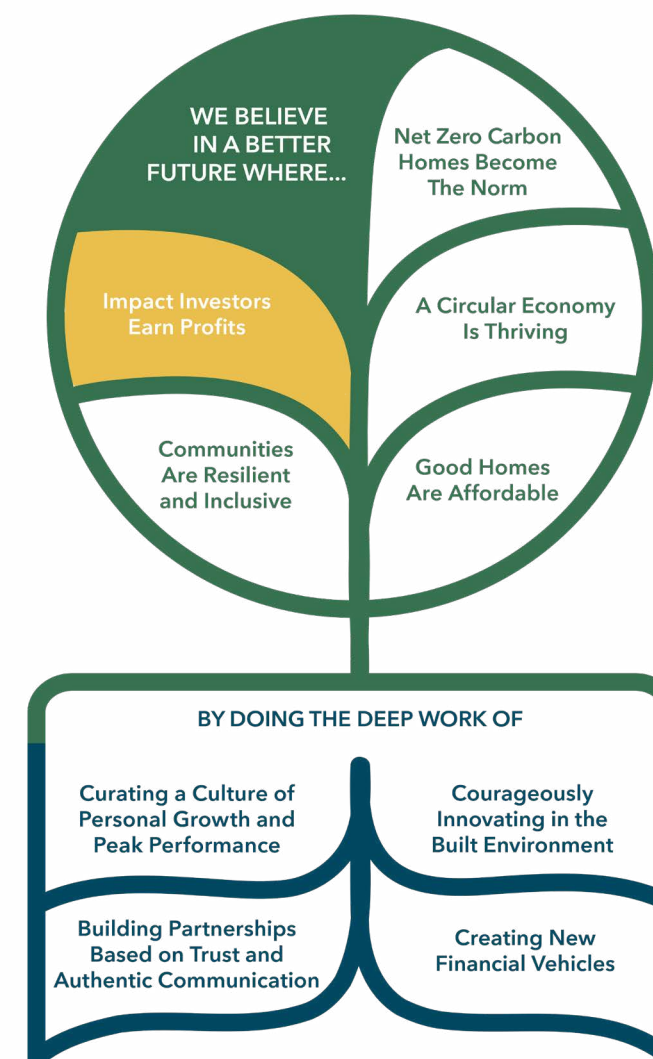 WE BELIEVE
IN A BETTER
FUTURE WHERE...
Net Zero Carbon
Homes Become
The Norm
Impact Investors
Earn Profits
A Circular Economy
Is Thriving
Communities
Are Resilient
and Inclusive
Good Homes
Are Affordable
BY DOING THE DEEP WORK OF
Curating a Culture of
Personal Growth and
Peak Performance
Courageously
Innovating in the
Built Environment
Building Partnerships
Based on Trust and
Authentic Communication
Creating New
Financial Vehicles